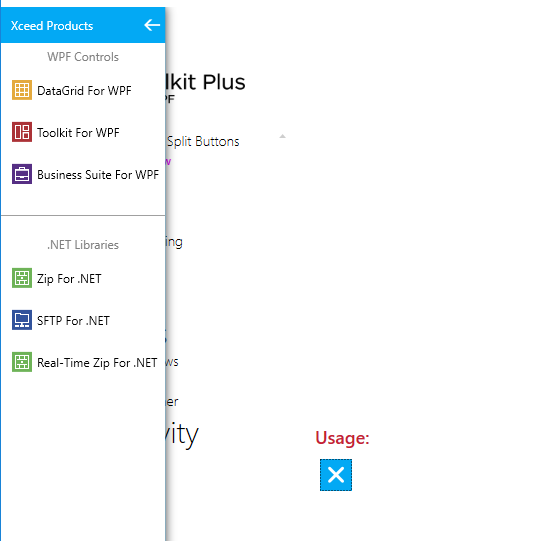 Xceed Products
WPF Controls
DataGrid For WPF
Toolkit For WPF
Business Suite For WPF
.NET Libraries
Zip For .NET
SFTP For .NET
Real-Time Zip For .NET
lkit Plus
PF
Split Buttons
w
ing
ws
ner
vity
Usage: